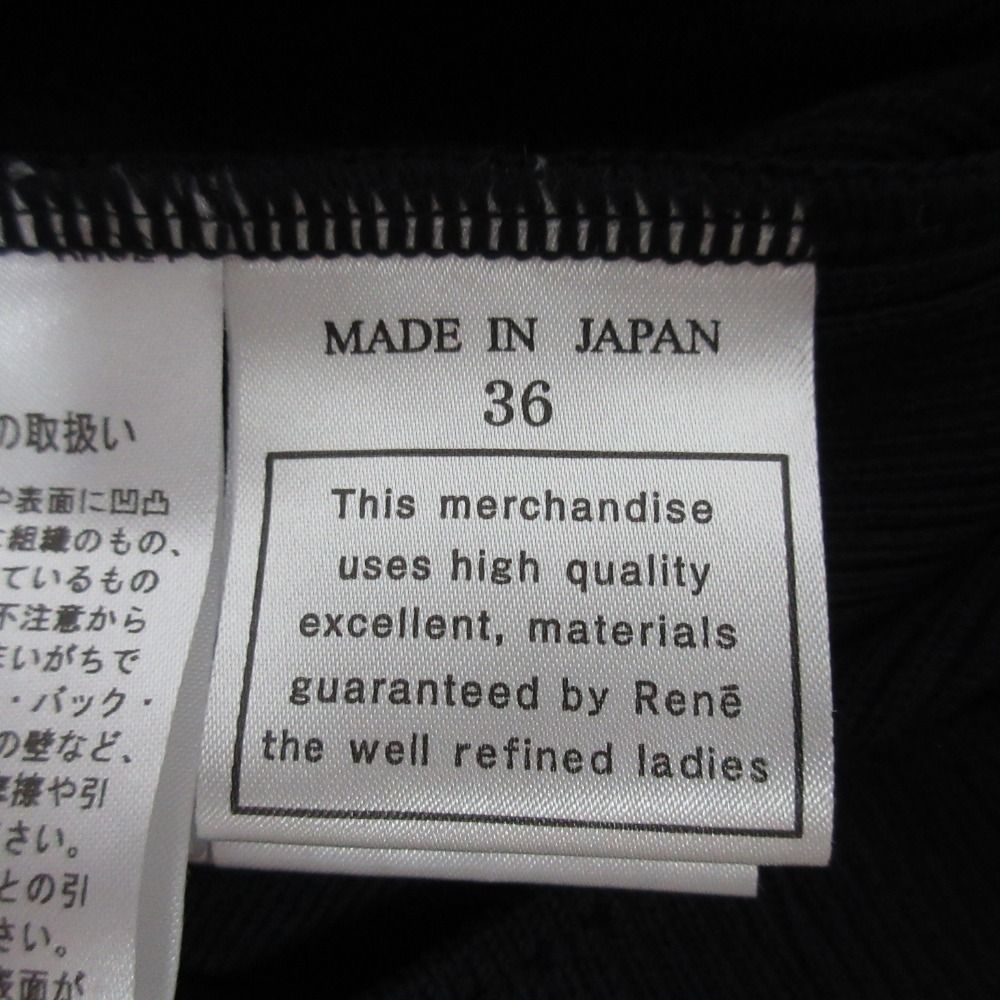 の取扱い
や表面に凹凸
組織のもの、
ているもの
不注意から
まいがちで
・バック・
の壁など、
摩擦や引
ださい。
との引
さい。
表面が
MADE IN JAPAN
36
This merchandise
uses high quality
excellent, materials
guaranteed by Renē
the well refined ladies